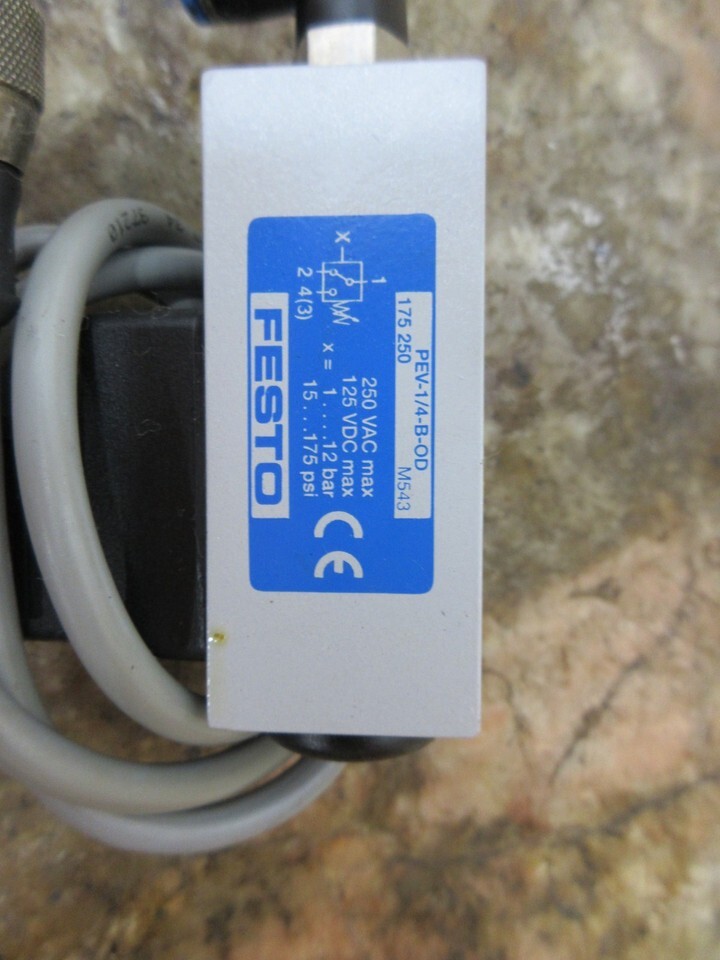 PEV-1/4-B-OD
175 250 M543
1
X
2 4(3)
250 VAC max
125 VDC max
x = 1.....12 bar
15...175 psi
CE
FESTO
97210